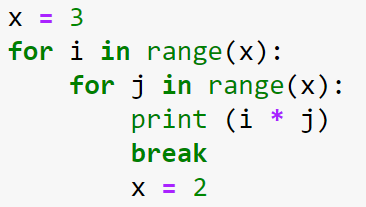 x = 3
for i in range(x):
    for j in range(x):
        print (i * j)
        break
        x = 2